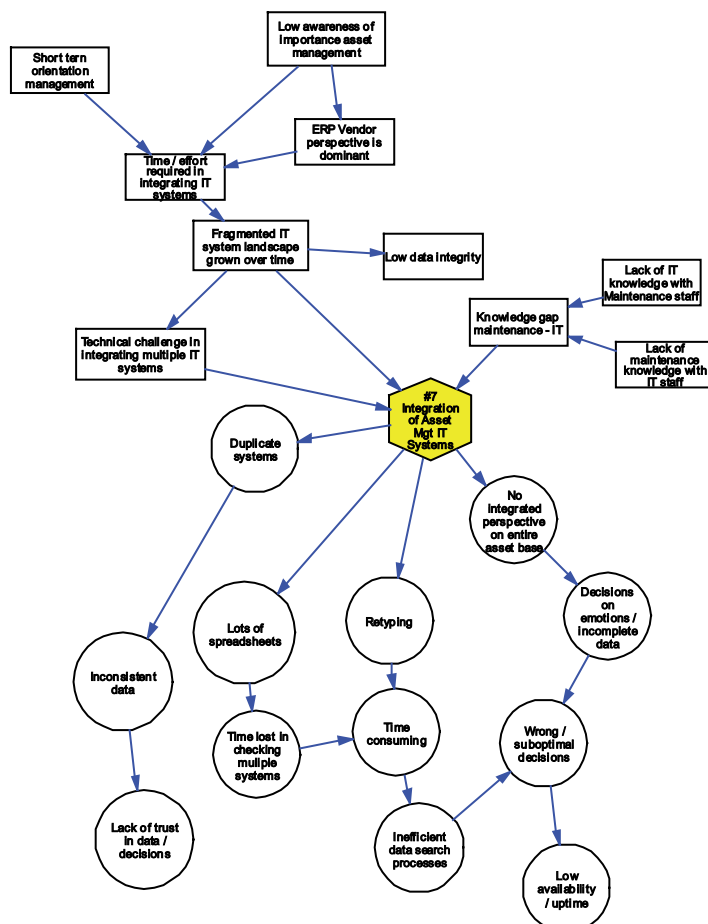 Low awareness of
importance asset
management
Short tern
orientation
management
ERP Vendor
perspective is
dominant
Time / effort
required in
integrating IT
systems
Fragmented IT
system landscape
grown over time
Low data integrity
Lack of IT
knowledge with
Maintenance staff
Knowledge gap
maintenance - IT
Technical challenge in
integrating multiple IT
systems
Lack of
maintenance
knowledge with
IT staff
#7
Integration
of Asset
Mgt IT
Systems
Duplicate
systems
No
integrated
perspective
on entire
asset base
Decisions
on
emotions /
incomplete
data
Lots of
spreadsheets
Retyping
Inconsistent
data
Time lost in
checking
muliple
systems
Time
consuming
Wrong /
suboptimal
decisions
Lack of trust
in data /
decisions
Inefficient
data search
processes
Low
availability
/ uptime